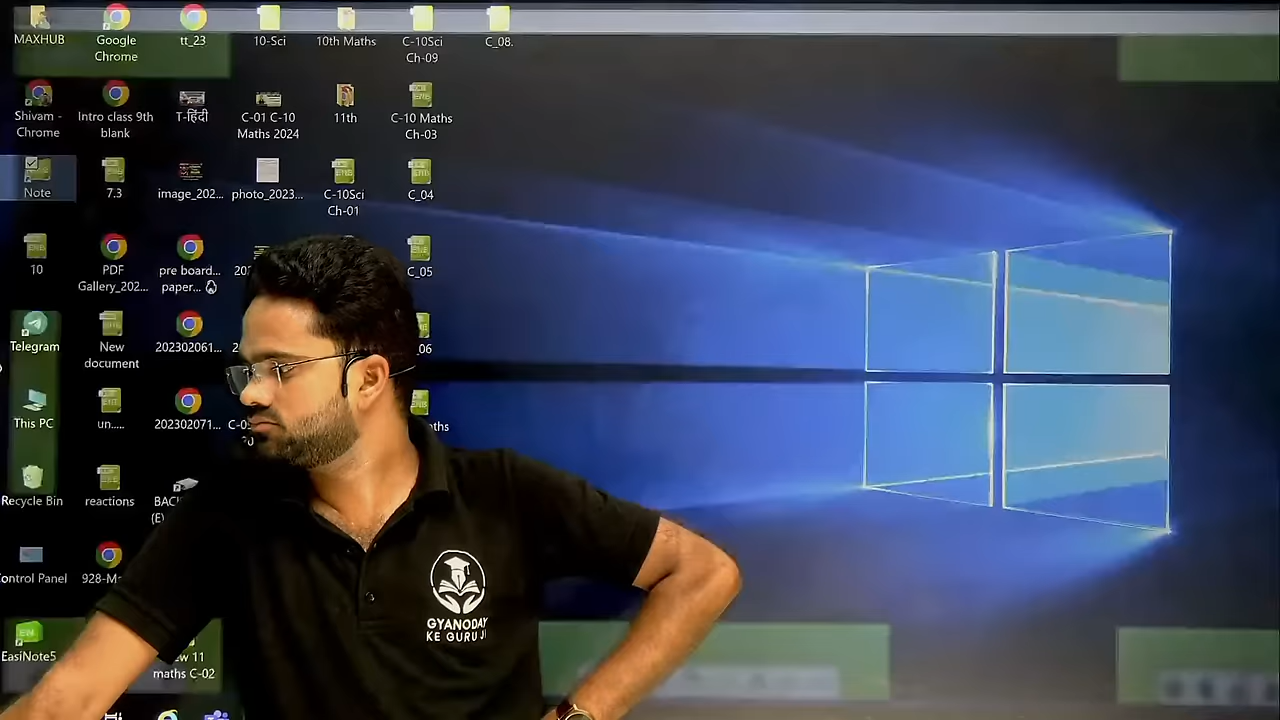 MAXHUB
Google
Chrome
tt_23
10-Sci
10th Maths
C-10Sci
Ch-09
C_08.
Shivam -
Chrome
Intro class 9th
blank
T-हिंदी
C-01 C-10
Maths 2024
11th
C-10 Maths
Ch-03
Note
7.3
image_202...
photo_2023...
C-10Sci
Ch-01
C_04
10
PDF
Gallery_202...
pre board...
paper...
C_05
Telegram
New
document
202302061...
_06
This PC
un.....
202302071...
Recycle Bin
reactions
(E)
ontrol Panel
EasiNote5
maths C-02
GYANODAY
KE GURU JI